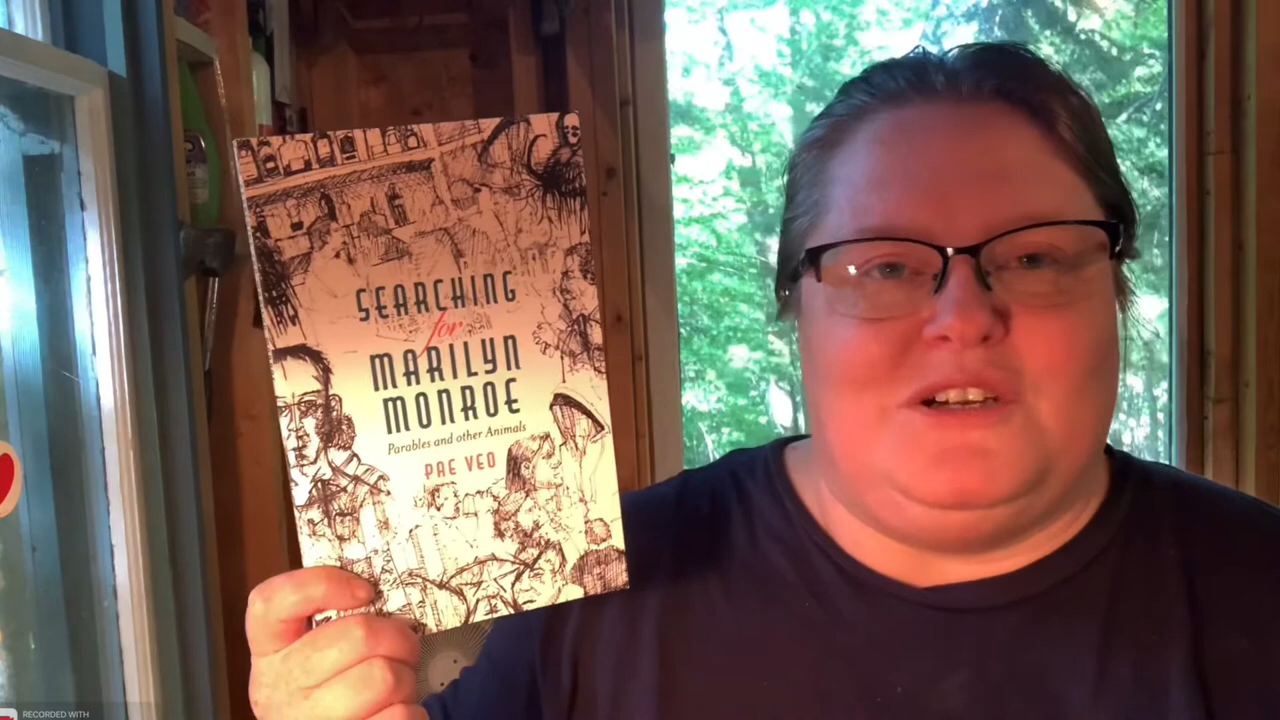 SEARCHING
for
MARILYN
MONROE
Parables and other Animals
PAE VEO
RECORDED WITH